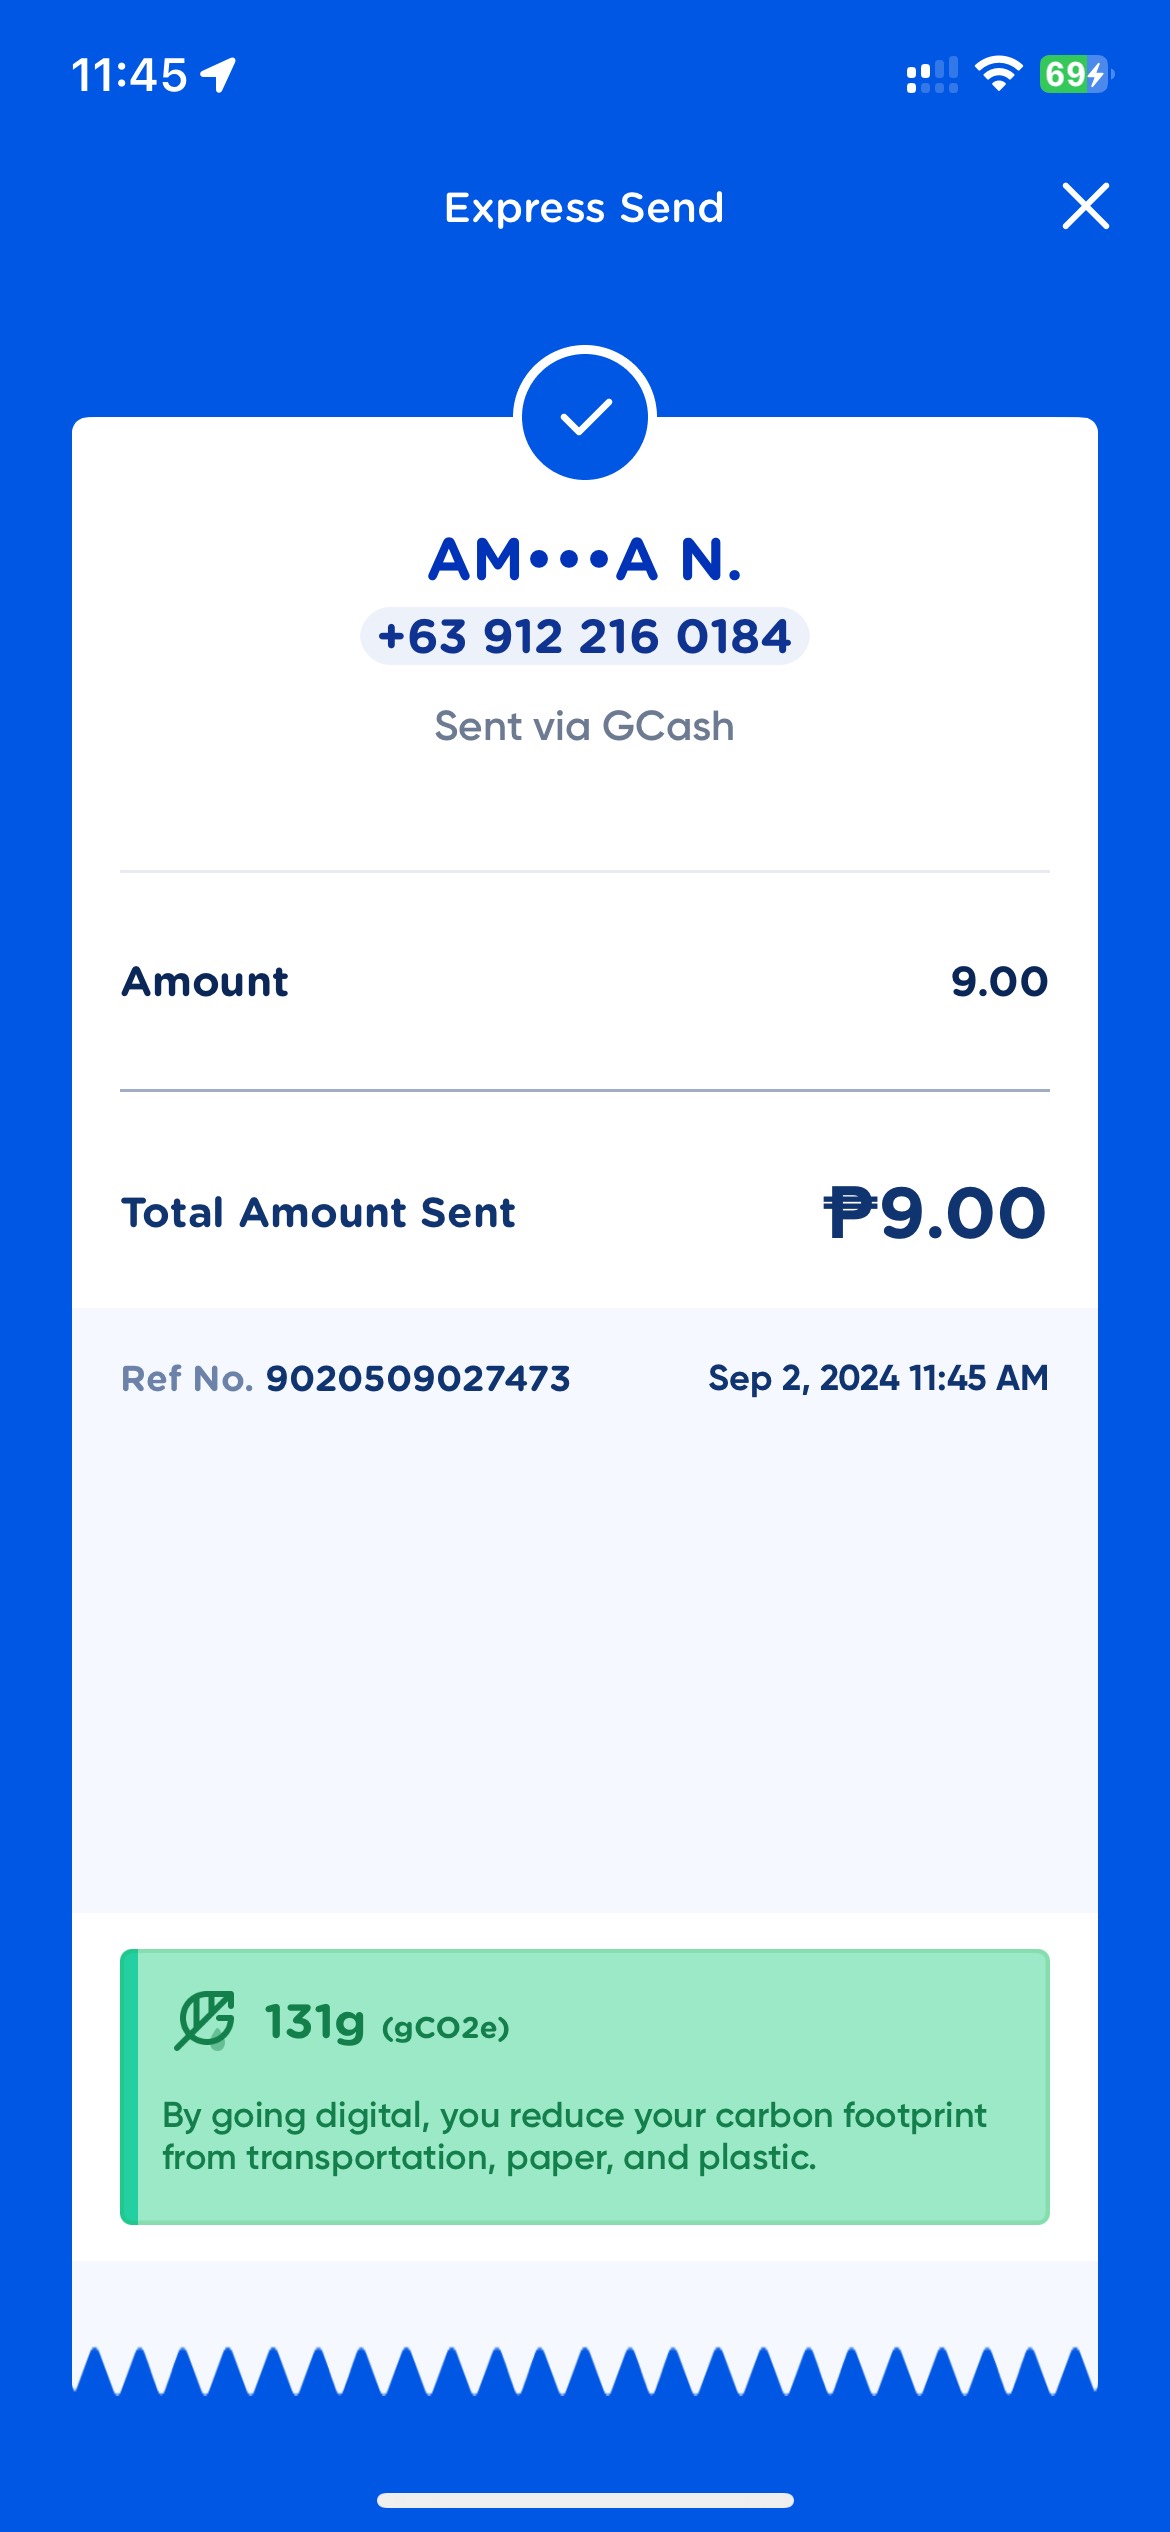 11:45
69
Express Send
AM•••A N.
+63 912 216 0184
Sent via GCash
Amount 9.00
Total Amount Sent ₱9.00
Ref No. 9020509027473 Sep 2, 2024 11:45 AM
131g (gCO2e)
By going digital, you reduce your carbon footprint
from transportation, paper, and plastic.